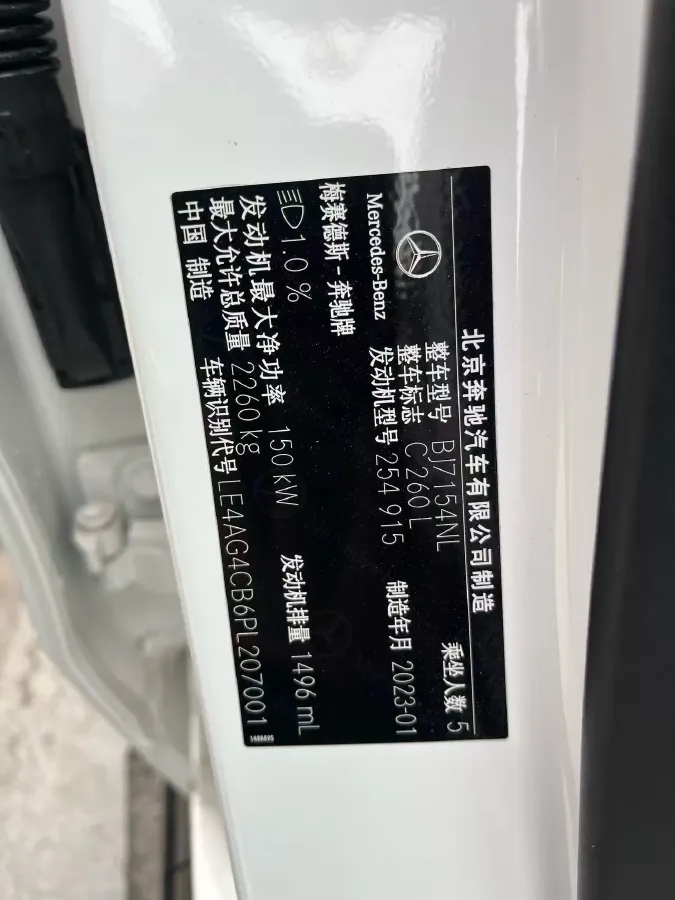 北京奔驰汽车有限公司制造
整车型号 BJ7154NL 乘坐人数 5
整车标志 C 260 L
Mercedes-Benz 发动机型号 254 915 制造年月 2023-01
梅赛德斯-奔驰牌
1.0 %
发动机最大净功率 150 kW 发动机排量 1496 mL
最大允许总质量 2260 kg
中国 制造 车辆识别代号 LE4AG4CB6PL207001